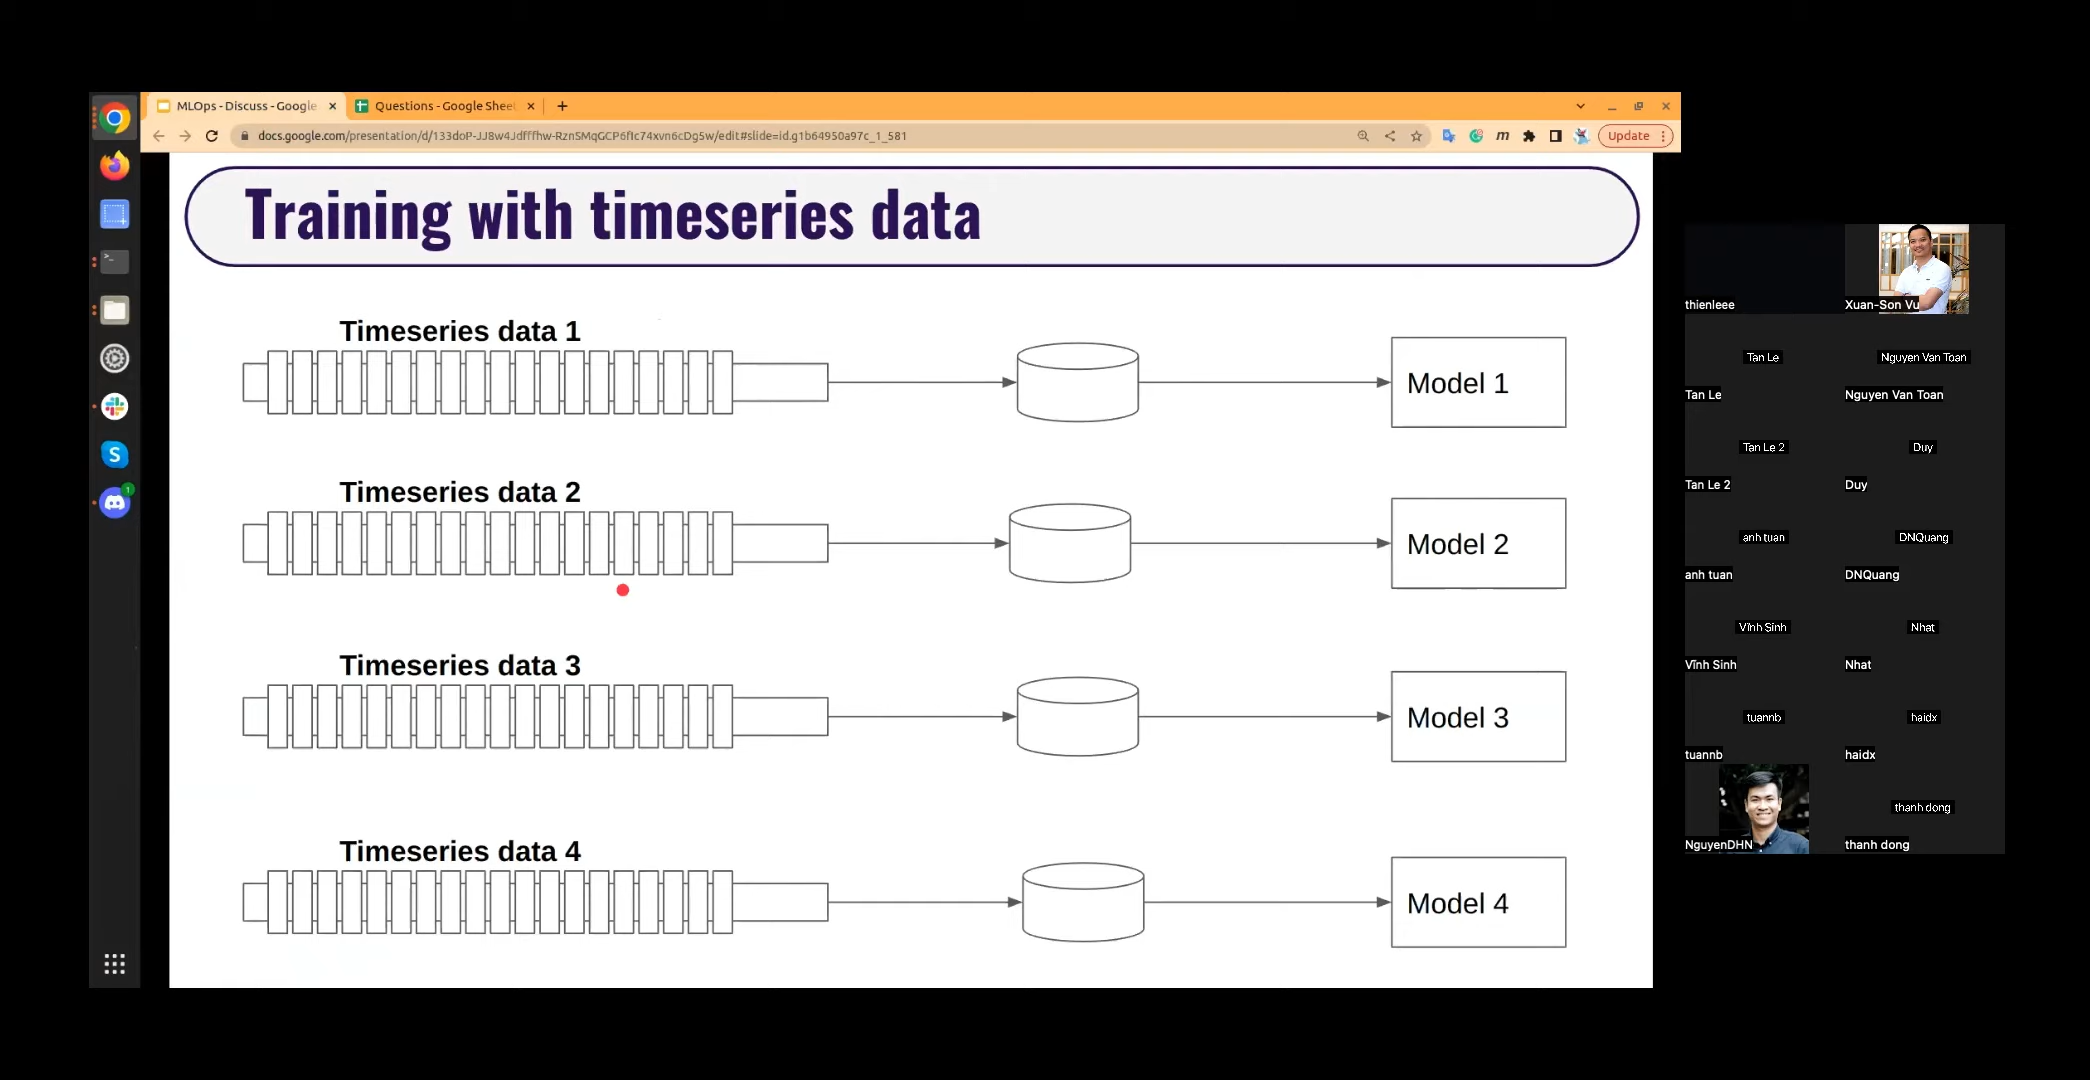 MLOps - Discuss - Google
Questions - Google Shee
docs.google.com/presentation/d/133doP-JJ8w4Jdfffhw-RznSMqGCP6fIc74xvn6cDg5w/edit#slide=id.g1b64950a97c_1_581
m
Update
Training with timeseries data
Timeseries data 1
Model 1
Timeseries data 2
Model 2
Timeseries data 3
Model 3
Timeseries data 4
Model 4
S
1
thienleee
Xuan-Son Vu
Tan Le
Nguyen Van Toan
Tan Le
Nguyen Van Toan
Tan Le 2
Duy
Tan Le 2
Duy
anh tuan
DNQuang
anh tuan
DNQuang
Vĩnh Sinh
Nhat
Vĩnh Sinh
Nhat
tuannb
haidx
tuannb
haidx
thanh dong
NguyenDHN
thanh dong